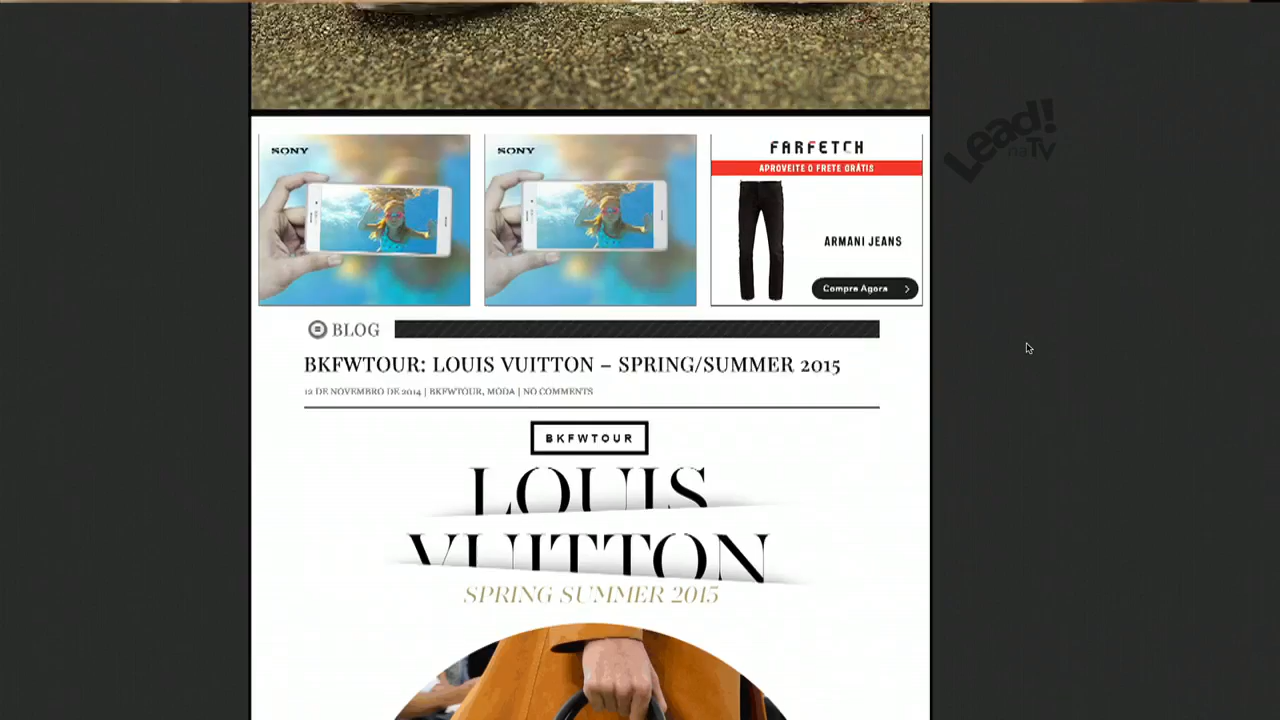 Lead!
na TV
SONY
SONY
FARFETCH
APROVEITE O FRETE GRÁTIS
ARMANI JEANS
Compre Agora
BLOG
BKFWTOUR: LOUIS VUITTON – SPRING/SUMMER 2015
12 DE NOVEMBRO DE 2014 | BKFWTOUR, MODA | NO COMMENTS
BKFWTOUR
LOUIS
VUITTON
SPRING SUMMER 2015